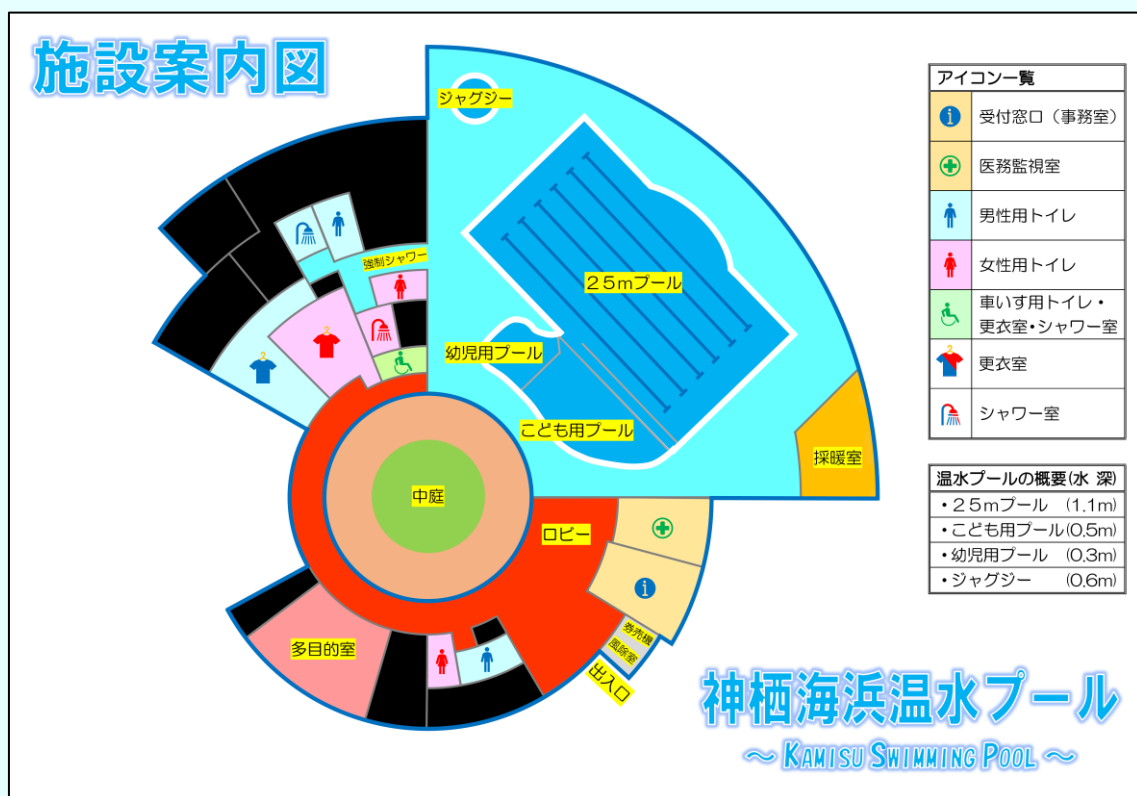 施設案内図
ジャグジー
強制シャワー
25mプール
幼児用プール
こども用プール
採暖室
中庭
ロビー
多目的室
券売機
風除室
出入口
アイコン一覧
受付窓口（事務室）
医務監視室
男性用トイレ
女性用トイレ
車いす用トイレ・
更衣室・シャワー室
更衣室
シャワー室
温水プールの概要(水 深)
・25mプール (1.1m)
・こども用プール(0.5m)
・幼児用プール (0.3m)
・ジャグジー (0.6m)
神栖海浜温水プール
～ KAMISU SWIMMING POOL ～